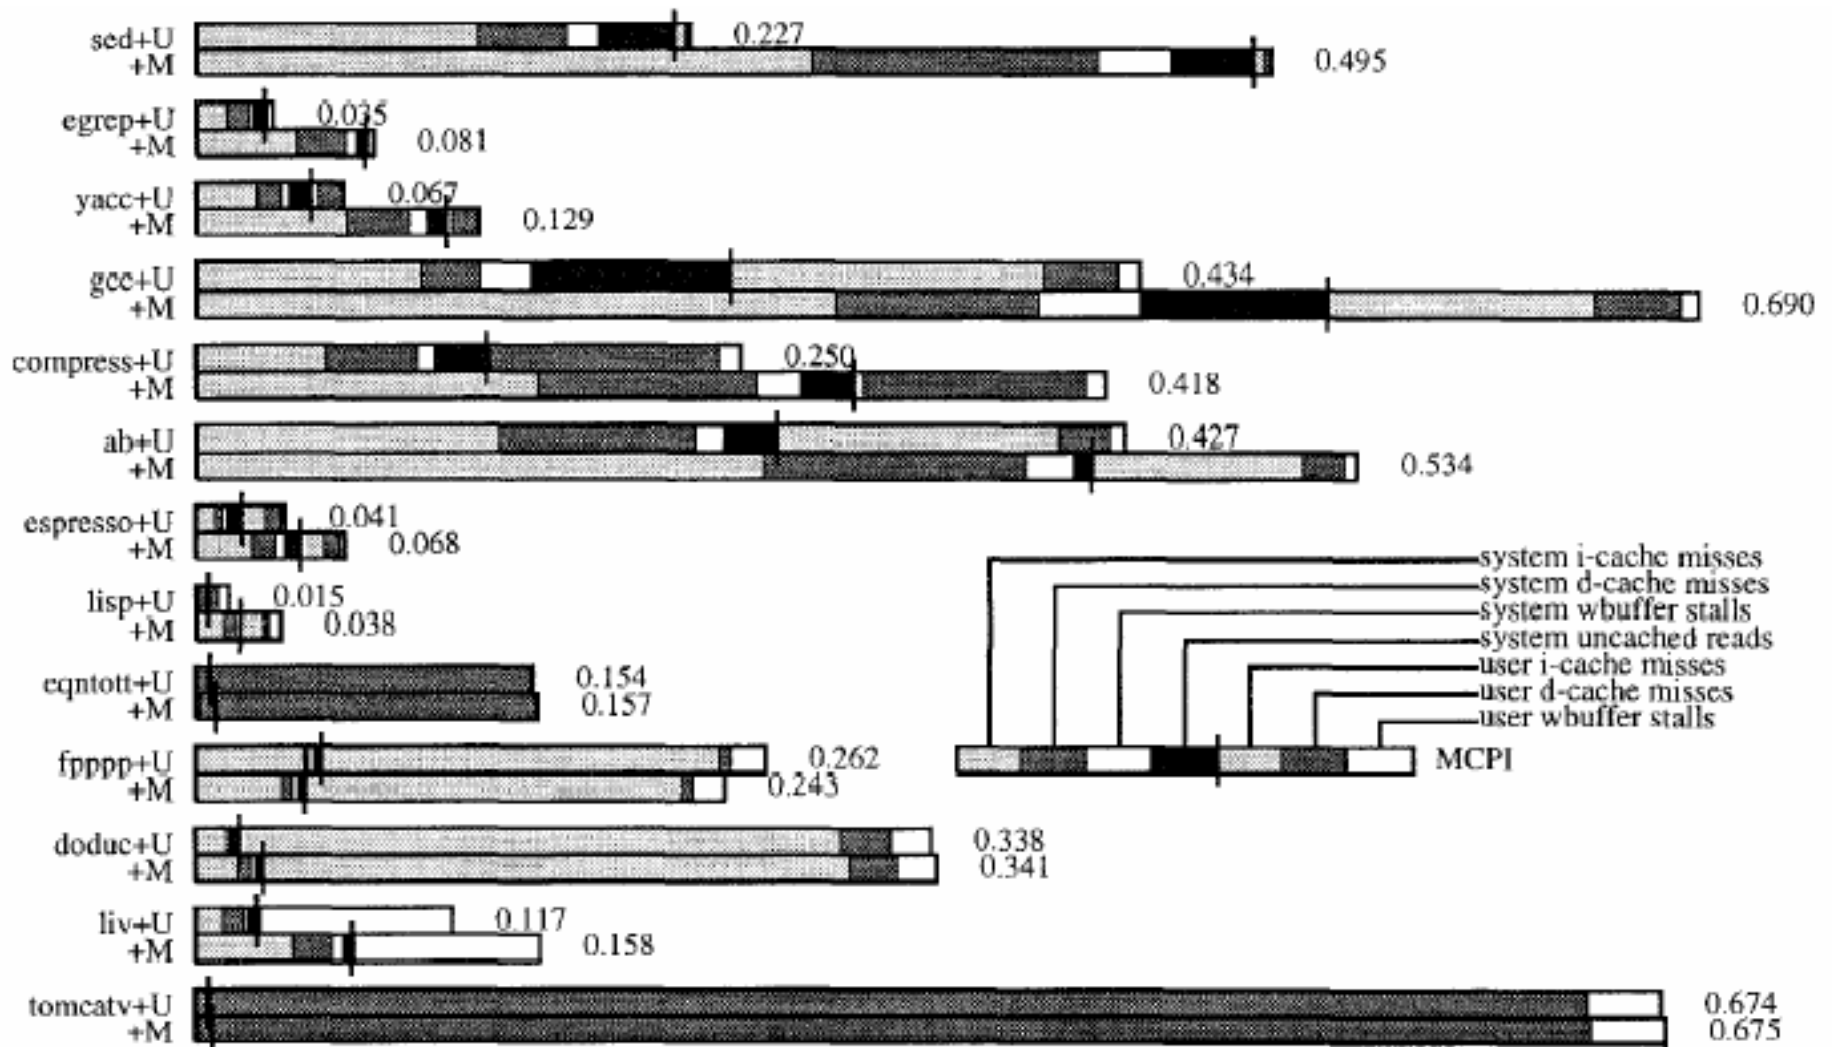 sed+U 0.227
+M 0.495
egrep+U 0.035
+M 0.081
yacc+U 0.067
+M 0.129
gcc+U 0.434
+M 0.690
compress+U 0.250
+M 0.418
ab+U 0.427
+M 0.534
espresso+U 0.041
+M 0.068
lisp+U 0.015
+M 0.038
eqntott+U 0.154
+M 0.157
fpppp+U 0.262
+M 0.243
doduc+U 0.338
+M 0.341
liv+U 0.117
+M 0.158
tomcatv+U 0.674
+M 0.675
system i-cache misses
system d-cache misses
system wbuffer stalls
system uncached reads
user i-cache misses
user d-cache misses
user wbuffer stalls
MCPI